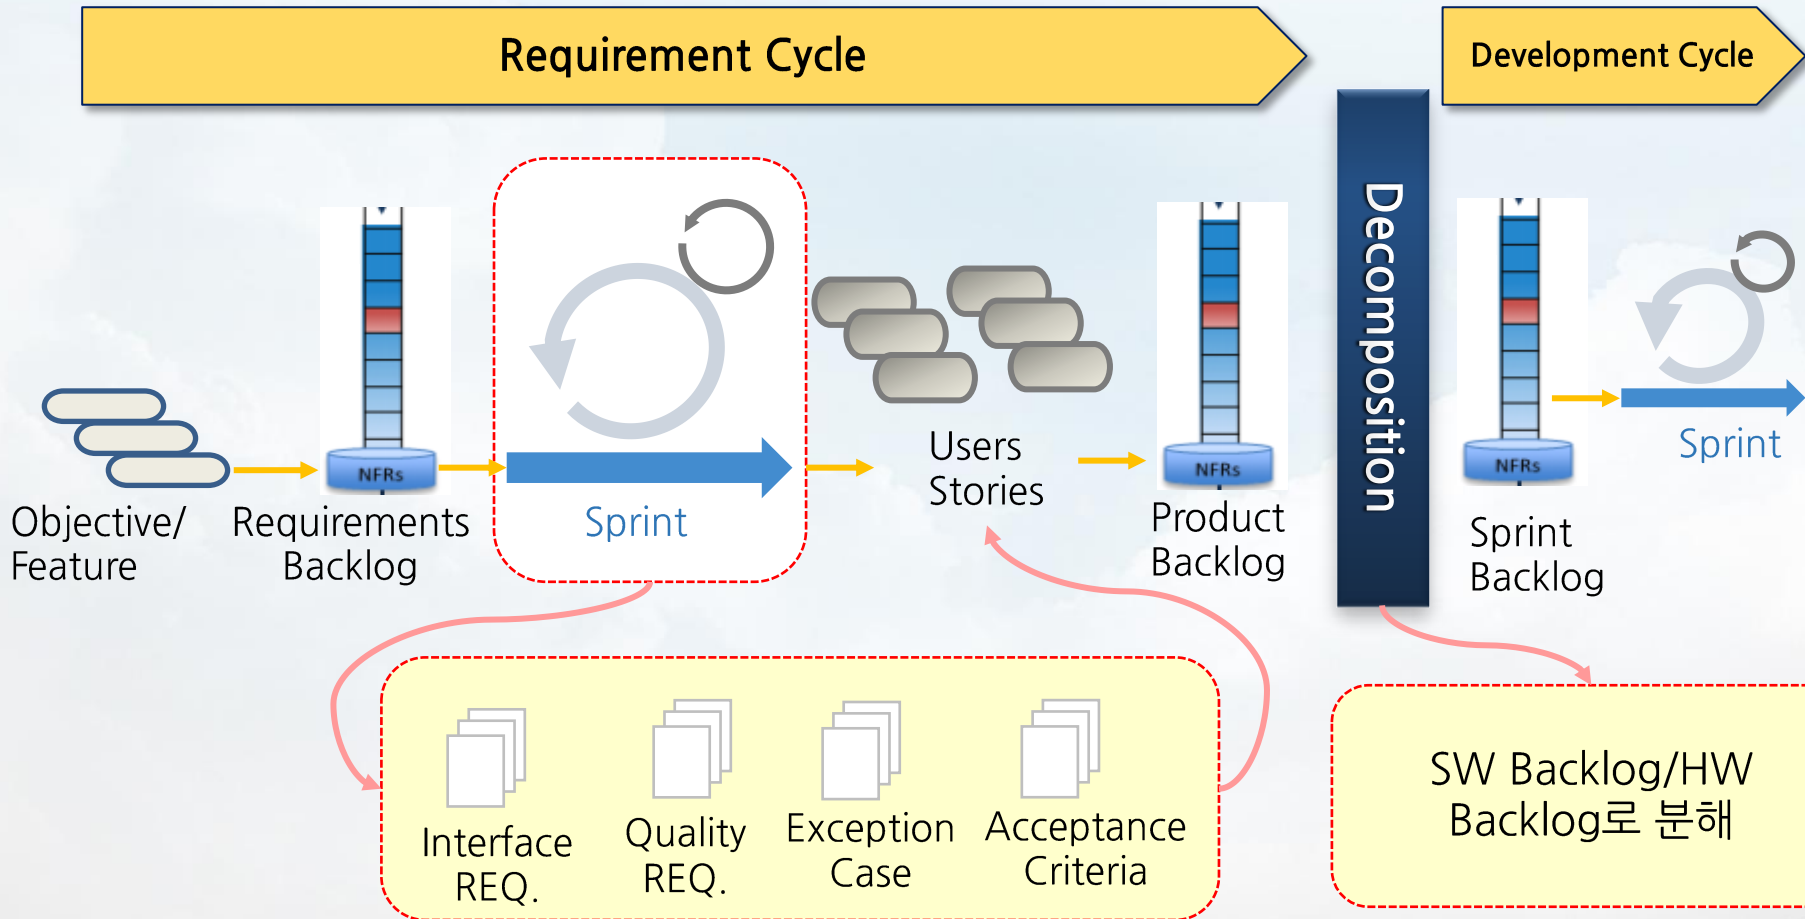 Requirement Cycle
Development Cycle
Decomposition
NFRs
NFRs
NFRs
Objective/
Feature
Requirements
Backlog
Sprint
Users
Stories
Product
Backlog
Sprint
Backlog
Sprint
Interface
REQ.
Quality
REQ.
Exception
Case
Acceptance
Criteria
SW Backlog/HW
Backlog로 분해